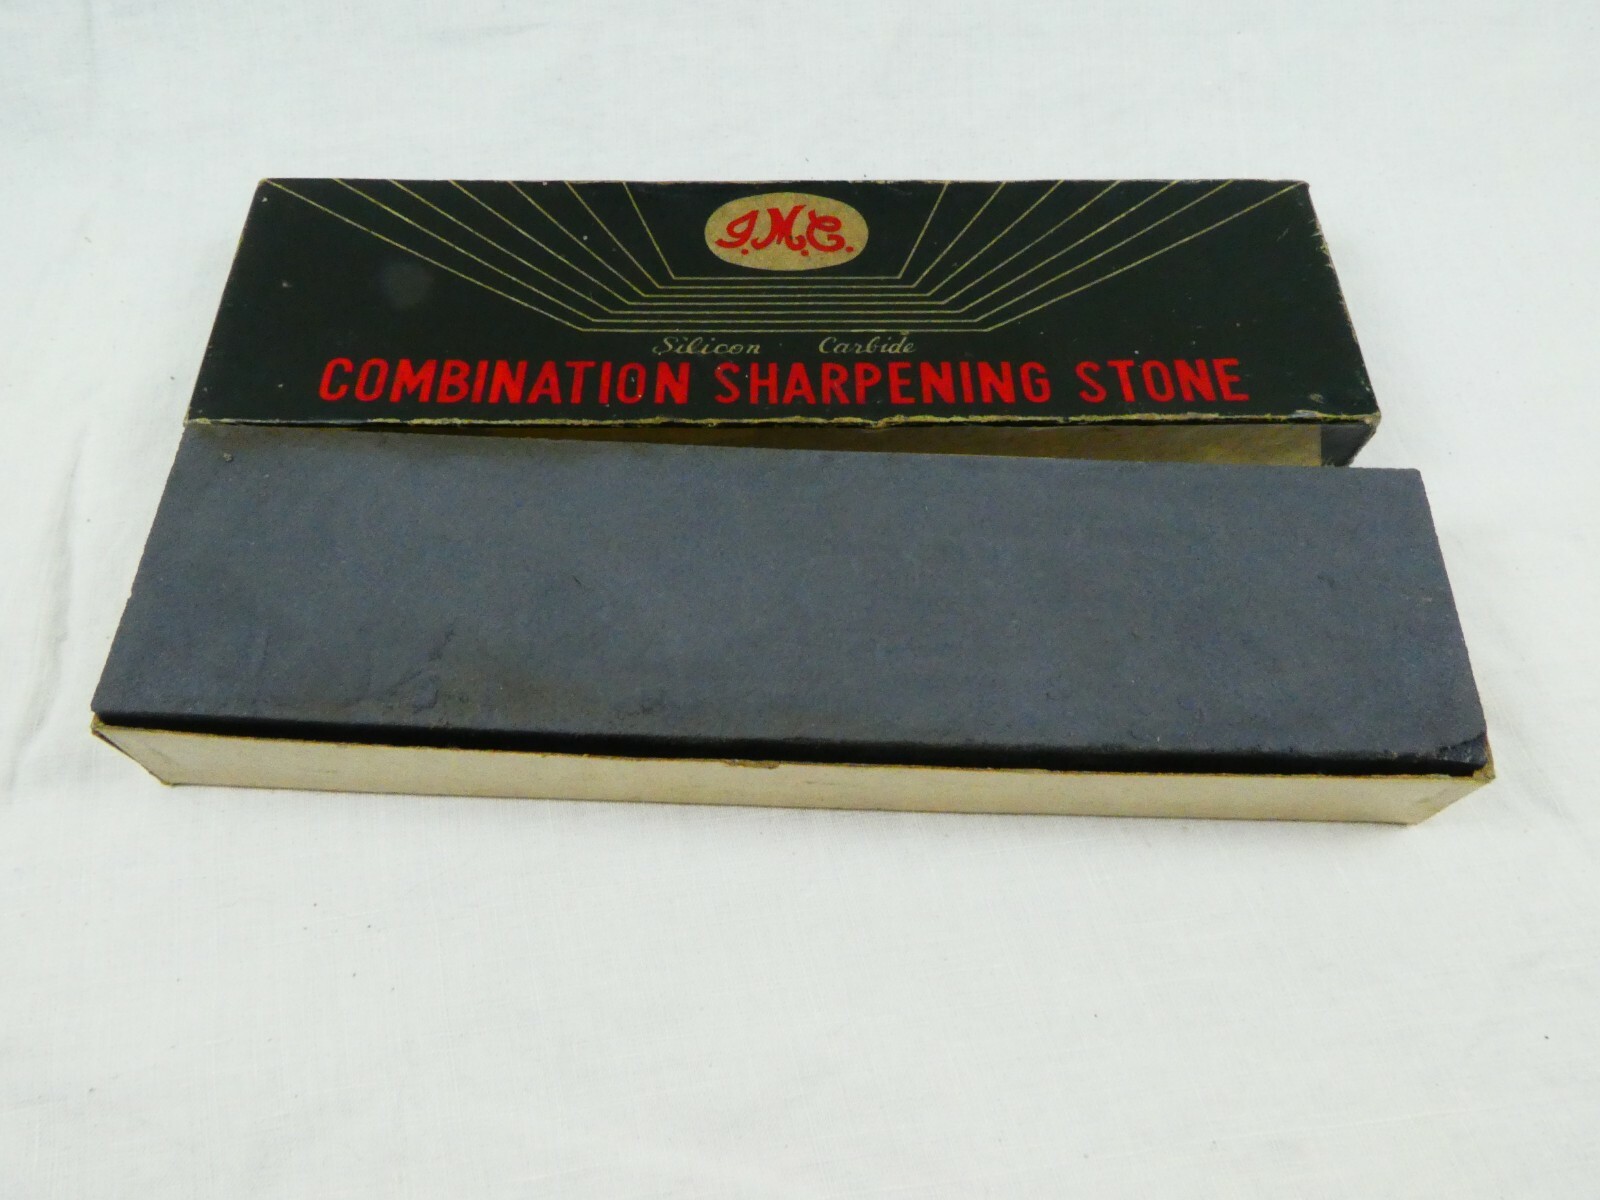 I.M.C.
Silicon Carbide
COMBINATION SHARPENING STONE